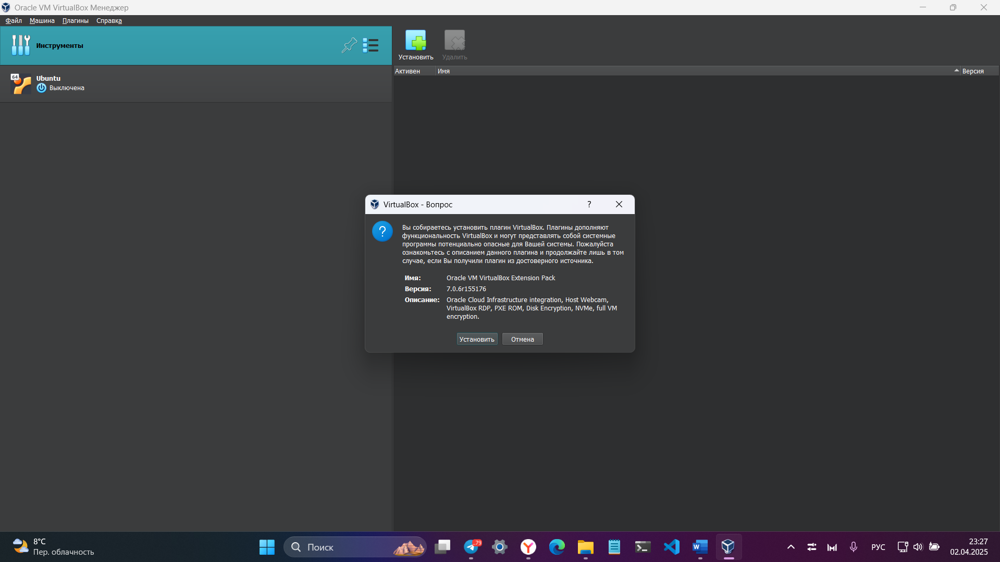 Oracle VM VirtualBox Менеджер
Файл Машина Плагины Справка
Инструменты
Установить Удалить
Активен Имя Версия
64
Ubuntu
Выключена
VirtualBox - Вопрос
Вы собираетесь установить плагин VirtualBox. Плагины дополняют
функциональность VirtualBox и могут представлять собой системные
программы потенциально опасные для Вашей системы. Пожалуйста
ознакомьтесь с описанием данного плагина и продолжайте лишь в том
случае, если Вы получили плагин из достоверного источника.
Имя: Oracle VM VirtualBox Extension Pack
Версия: 7.0.6r155176
Описание: Oracle Cloud Infrastructure integration, Host Webcam,
VirtualBox RDP, PXE ROM, Disk Encryption, NVMe, full VM
encryption.
Установить Отмена
8°C
Пер. облачность
Поиск
.79
РУС
23:27
02.04.2025